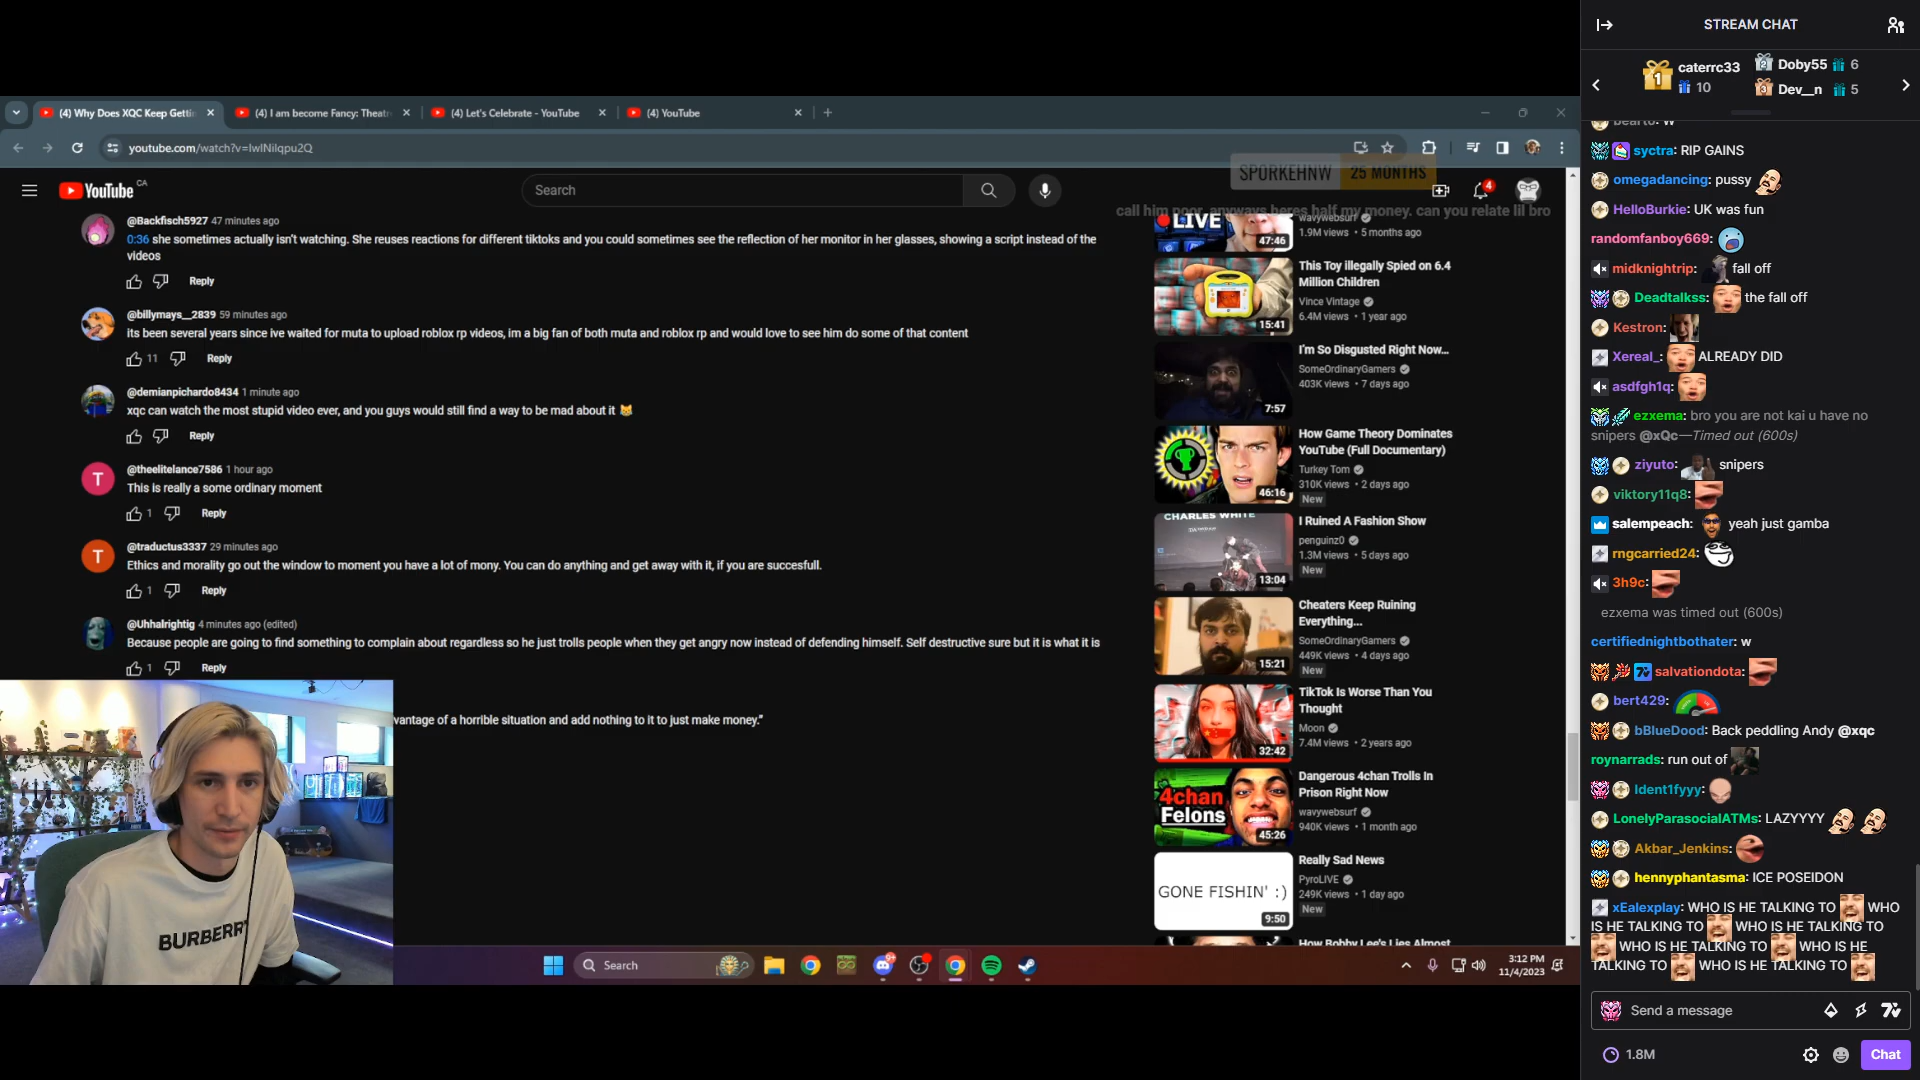 (4) Why Does XQC Keep Getti
(4) I am become Fancy: Theatr
(4) Let's Celebrate - YouTube
(4) YouTube
youtube.com/watch?v=IwINilqpu2Q
YouTube CA
Search
SPORKEHNW 25 MONTHS
call him poor, anyways heres half my money. can you relate lil bro
4
@Backfisch5927 47 minutes ago
0:36 she sometimes actually isn't watching. She reuses reactions for different tiktoks and you could sometimes see the reflection of her monitor in her glasses, showing a script instead of the
videos
Reply
@billymays__2839 59 minutes ago
its been several years since ive waited for muta to upload roblox rp videos, im a big fan of both muta and roblox rp and would love to see him do some of that content
11 Reply
@demianpichardo8434 1 minute ago
xqc can watch the most stupid video ever, and you guys would still find a way to be mad about it
Reply
T
@theelitelance7586 1 hour ago
This is really a some ordinary moment
1 Reply
T
@traductus3337 29 minutes ago
Ethics and morality go out the window to moment you have a lot of mony. You can do anything and get away with it, if you are succesfull.
1 Reply
@Uhhalrightig 4 minutes ago (edited)
Because people are going to find something to complain about regardless so he just trolls people when they get angry now instead of defending himself. Self destructive sure but it is what it is
1 Reply
vantage of a horrible situation and add nothing to it to just make money."
BURBERRY
LIVE
47:46
wavywebsurf
1.9M views • 5 months ago
15:41
This Toy illegally Spied on 6.4
Million Children
Vince Vintage
6.4M views • 1 year ago
7:57
I'm So Disgusted Right Now...
SomeOrdinaryGamers
403K views • 7 days ago
46:16
How Game Theory Dominates
YouTube (Full Documentary)
Turkey Tom
310K views • 2 days ago
New
CHARLES WHITE
13:04
I Ruined A Fashion Show
penguinz0
1.3M views • 5 days ago
New
15:21
Cheaters Keep Ruining
Everything...
SomeOrdinaryGamers
449K views • 4 days ago
New
32:42
TikTok Is Worse Than You
Thought
Moon
7.4M views • 2 years ago
4chan
Felons
45:26
Dangerous 4chan Trolls In
Prison Right Now
wavywebsurf
940K views • 1 month ago
GONE FISHIN' :)
9:50
Really Sad News
PyroLIVE
249K views • 1 day ago
New
How Bobby Lee's Lies Almost
Search
3:12 PM
11/4/2023
STREAM CHAT
1 caterrc33
10
2 Doby55 6
3 Dev__n 5
bearto: w
syctra: RIP GAINS
omegadancing: pussy
HelloBurkie: UK was fun
randomfanboy669:
midknightrip: fall off
Deadtalkss: the fall off
Kestron:
Xereal_: ALREADY DID
asdfgh1q:
ezxema: bro you are not kai u have no
snipers @xQc—Timed out (600s)
ziyuto: snipers
viktory11q8:
salempeach: yeah just gamba
rngcarried24:
3h9c:
ezxema was timed out (600s)
certifiednightbothater: w
salvationdota:
bert429:
bBlueDood: Back peddling Andy @xqc
roynarrads: run out of
Ident1fyyy:
LonelyParasocialATMs: LAZYYYY
Akbar_Jenkins:
hennyphantasma: ICE POSEIDON
xEalexplay: WHO IS HE TALKING TO WHO
IS HE TALKING TO WHO IS HE TALKING TO
WHO IS HE TALKING TO WHO IS HE
TALKING TO WHO IS HE TALKING TO
Send a message
1.8M
Chat